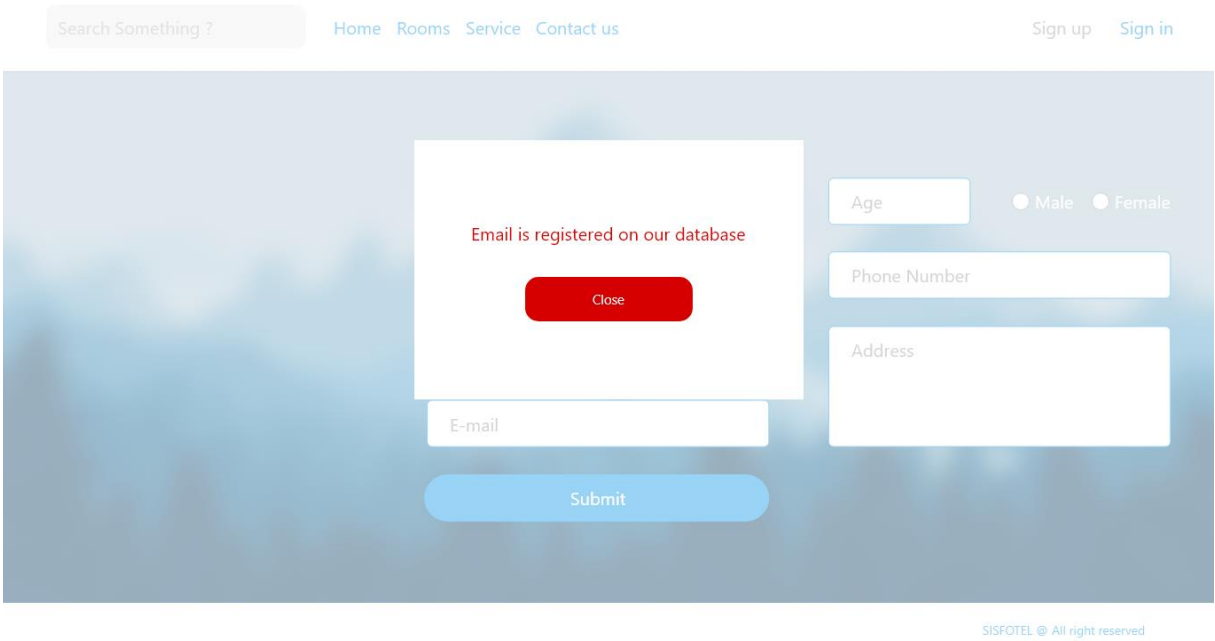 Search Something ?
Home Rooms Service Contact us
Sign up Sign in
Email is registered on our database
Close
E-mail
Submit
Age
Male Female
Phone Number
Address
SISFOTEL @ All right reserved